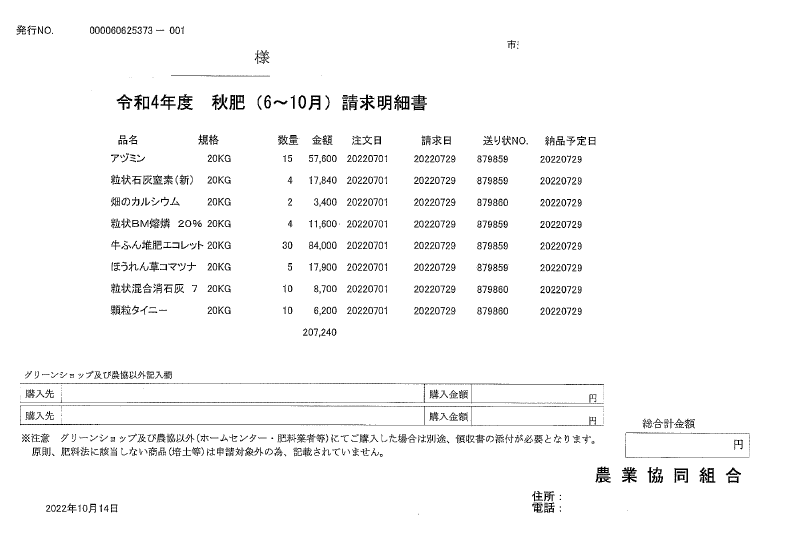 発行NO. 000060625373 － 001
市
様
令和4年度 秋肥（6～10月）請求明細書
品名 規格 数量 金額 注文日 請求日 送り状NO. 納品予定日
アヅミン 20KG 15 57,600 20220701 20220729 879859 20220729
粒状石灰窒素(新) 20KG 4 17,840 20220701 20220729 879859 20220729
畑のカルシウム 20KG 2 3,400 20220701 20220729 879860 20220729
粒状ＢＭ熔燐 20% 20KG 4 11,600 20220701 20220729 879859 20220729
牛ふん堆肥エコレット 20KG 30 84,000 20220701 20220729 879859 20220729
ほうれん草コマツナ 20KG 5 17,900 20220701 20220729 879859 20220729
粒状混合消石灰 7 20KG 10 8,700 20220701 20220729 879860 20220729
顆粒タイニー 20KG 10 6,200 20220701 20220729 879860 20220729
207,240
グリーンショップ及び農協以外記入欄
購入先 購入金額 円
購入先 購入金額 円
※注意 グリーンショップ及び農協以外(ホームセンター・肥料業者等)にてご購入した場合は別途、領収書の添付が必要となります。
原則、肥料法に該当しない商品(培土等)は申請対象外の為、記載されていません。
総合計金額
円
農業協同組合
住所：
電話：
2022年10月14日